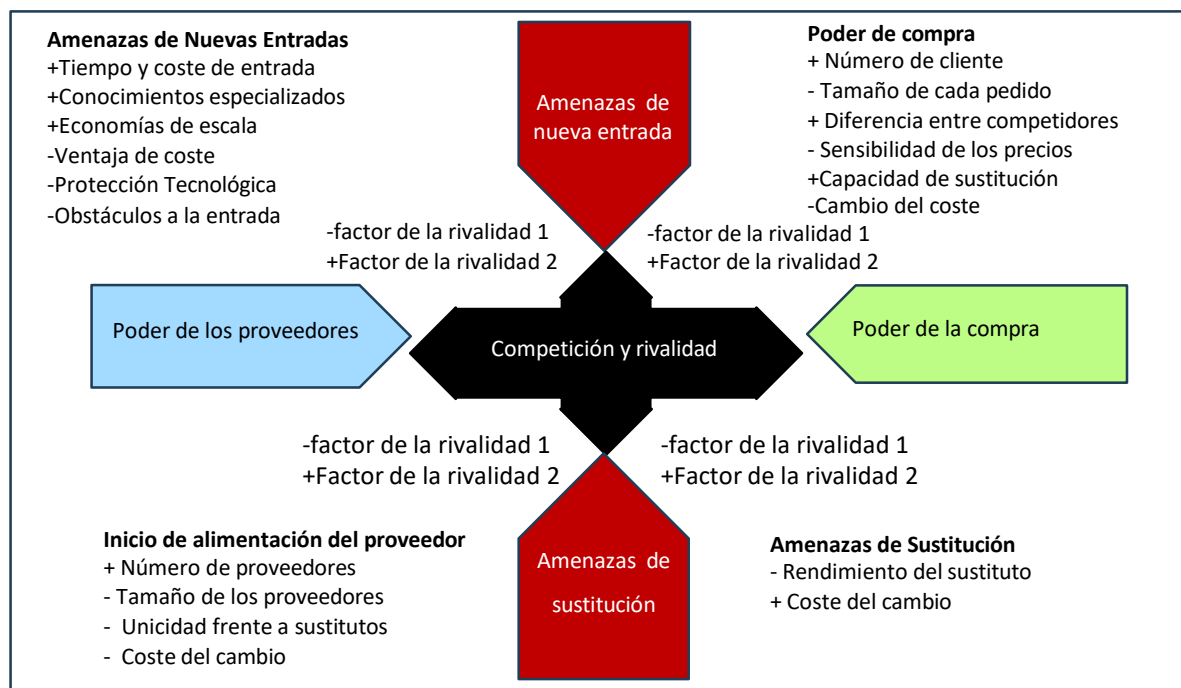 Amenazas de Nuevas Entradas
+Tiempo y coste de entrada
+Conocimientos especializados
+Economías de escala
-Ventaja de coste
-Protección Tecnológica
-Obstáculos a la entrada
Amenazas de
nueva entrada
Poder de compra
+ Número de cliente
- Tamaño de cada pedido
+ Diferencia entre competidores
- Sensibilidad de los precios
+Capacidad de sustitución
-Cambio del coste
-factor de la rivalidad 1
+Factor de la rivalidad 2
-factor de la rivalidad 1
+Factor de la rivalidad 2
Poder de los proveedores
Competición y rivalidad
Poder de la compra
-factor de la rivalidad 1
+Factor de la rivalidad 2
-factor de la rivalidad 1
+Factor de la rivalidad 2
Inicio de alimentación del proveedor
+ Número de proveedores
- Tamaño de los proveedores
- Unicidad frente a sustitutos
- Coste del cambio
Amenazas de
sustitución
Amenazas de Sustitución
- Rendimiento del sustituto
+ Coste del cambio